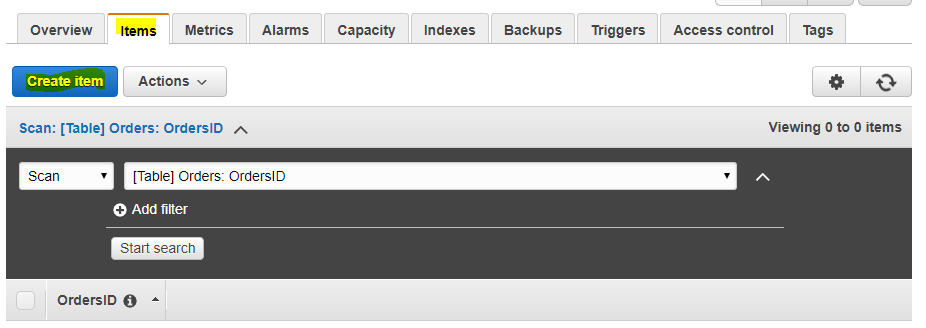 Overview Items Metrics Alarms Capacity Indexes Backups Triggers Access control Tags
Create item Actions
Scan: [Table] Orders: OrdersID Viewing 0 to 0 items
Scan [Table] Orders: OrdersID
Add filter
Start search
OrdersID